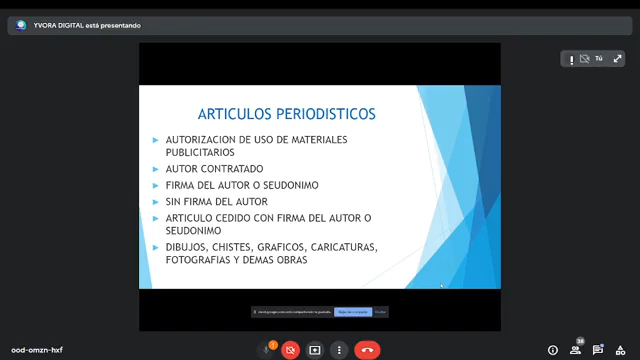 YVORA DIGITAL está presentando
Tú
ARTICULOS PERIODISTICOS
AUTORIZACION DE USO DE MATERIALES
PUBLICITARIOS
AUTOR CONTRATADO
FIRMA DEL AUTOR O SEUDONIMO
SIN FIRMA DEL AUTOR
ARTICULO CEDIDO CON FIRMA DEL AUTOR O
SEUDONIMO
DIBUJOS, CHISTES, GRAFICOS, CARICATURAS,
FOTOGRAFIAS Y DEMAS OBRAS
ood-omzn-hxf